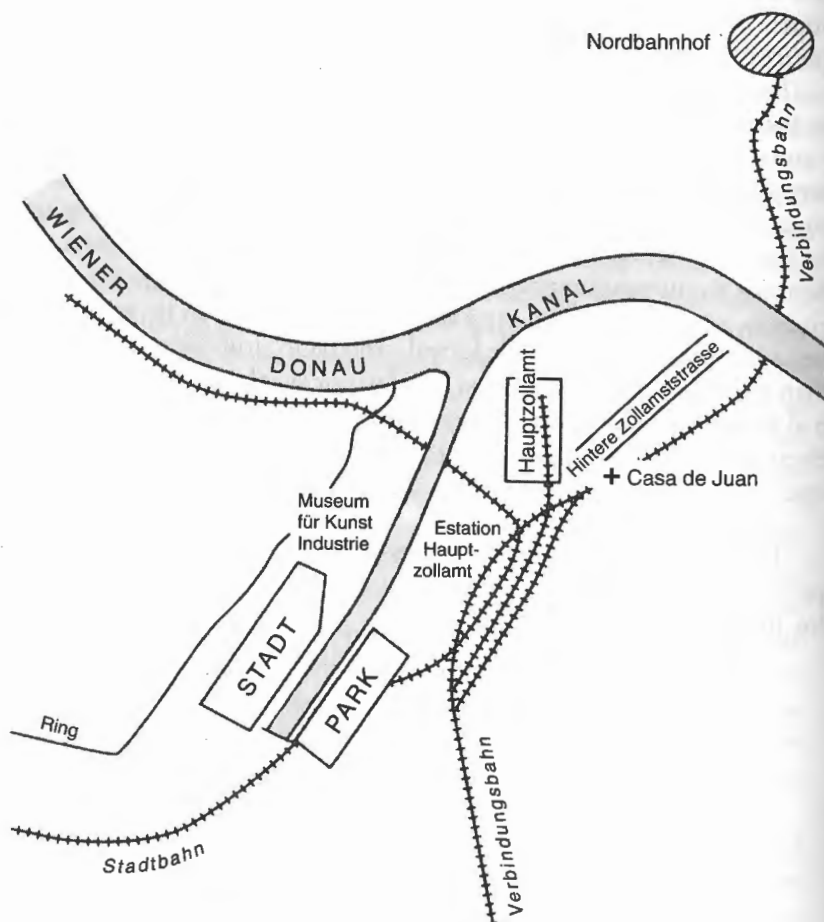 Nordbahnhof
Verbindungsbahn
WIENER
DONAU
KANAL
Hauptzollamt
Hintere Zollamststrasse
+ Casa de Juan
Museum
für Kunst
Industrie
Estation
Haupt-
zollamt
STADT
PARK
Ring
Stadtbahn
Verbindungsbahn